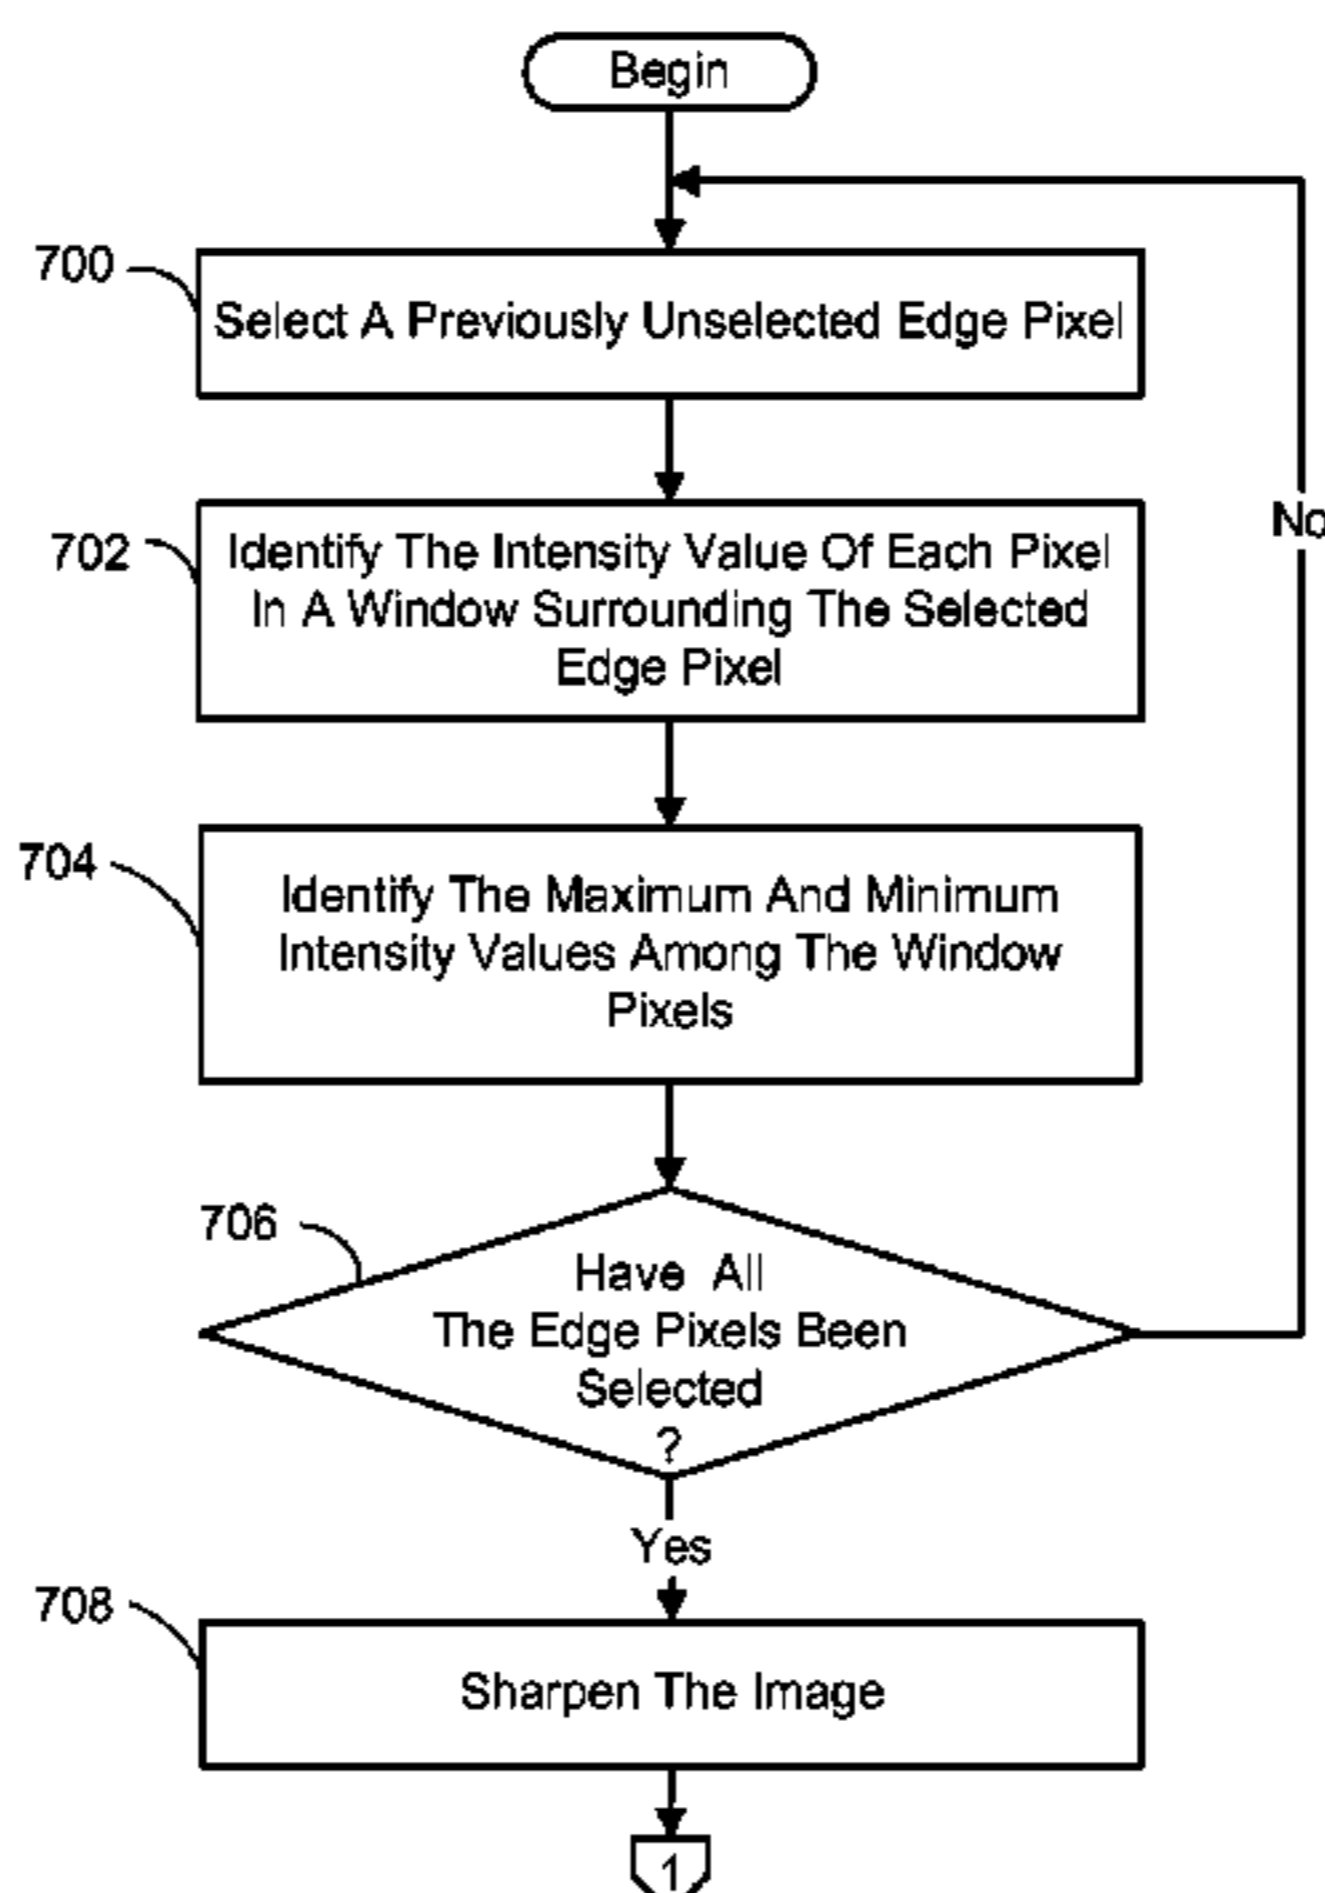 Begin
700
Select A Previously Unselected Edge Pixel
702
Identify The Intensity Value Of Each Pixel
In A Window Surrounding The Selected
Edge Pixel
No
704
Identify The Maximum And Minimum
Intensity Values Among The Window
Pixels
706
Have All
The Edge Pixels Been
Selected
?
Yes
708
Sharpen The Image
1